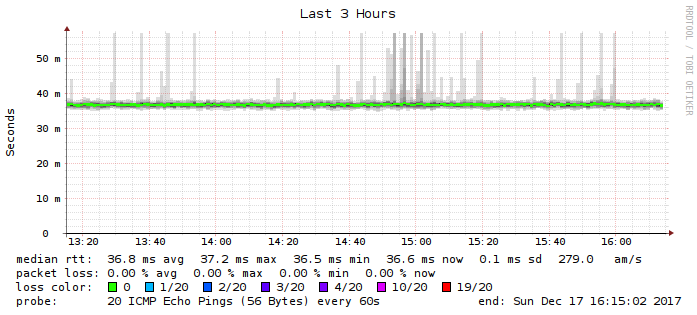 Last 3 Hours
RRDTOOL / TOBI OETIKER
Seconds
50 m
40 m
30 m
20 m
10 m
0
13:20 13:40 14:00 14:20 14:40 15:00 15:20 15:40 16:00
median rtt: 36.8 ms avg 37.2 ms max 36.5 ms min 36.6 ms now 0.1 ms sd 279.0 am/s
packet loss: 0.00 % avg 0.00 % max 0.00 % min 0.00 % now
loss color: 0 1/20 2/20 3/20 4/20 10/20 19/20
probe: 20 ICMP Echo Pings (56 Bytes) every 60s end: Sun Dec 17 16:15:02 2017